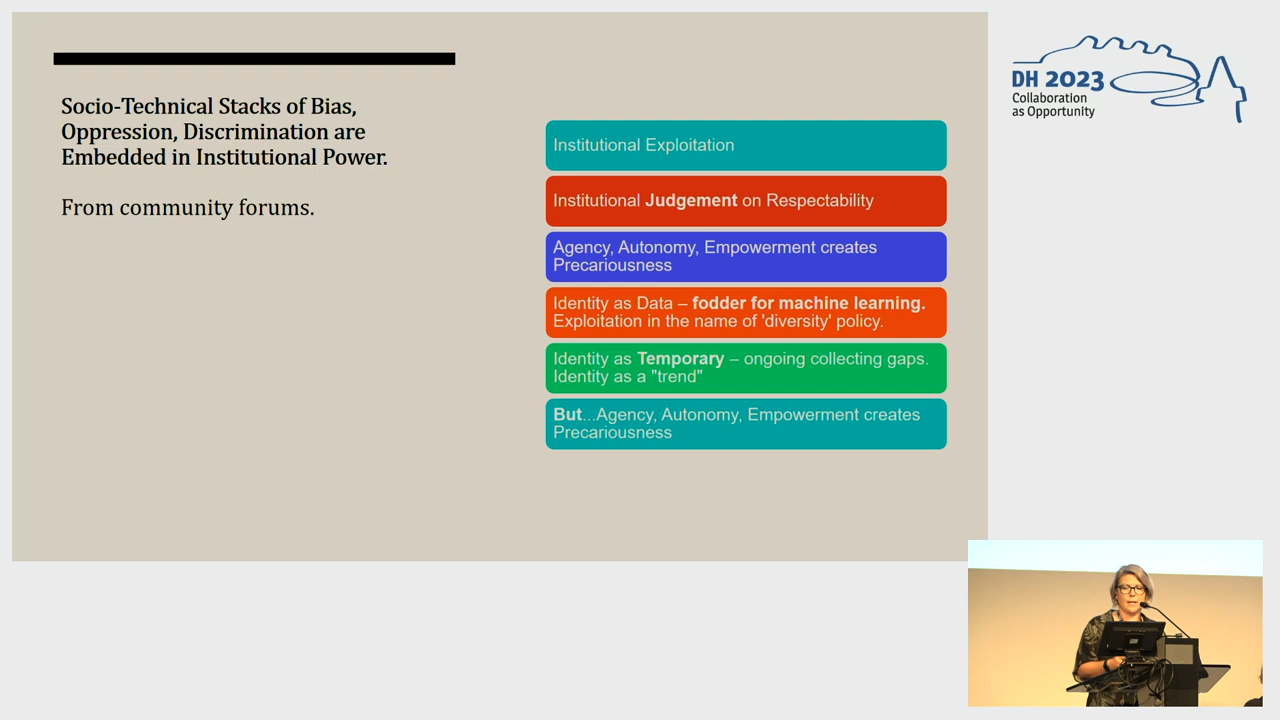 Socio-Technical Stacks of Bias,
Oppression, Discrimination are
Embedded in Institutional Power.
From community forums.
Institutional Exploitation
Institutional Judgement on Respectability
Agency, Autonomy, Empowerment creates
Precariousness
Identity as Data – fodder for machine learning.
Exploitation in the name of 'diversity' policy.
Identity as Temporary – ongoing collecting gaps.
Identity as a "trend"
But...Agency, Autonomy, Empowerment creates
Precariousness
DH 2023
Collaboration
as Opportunity